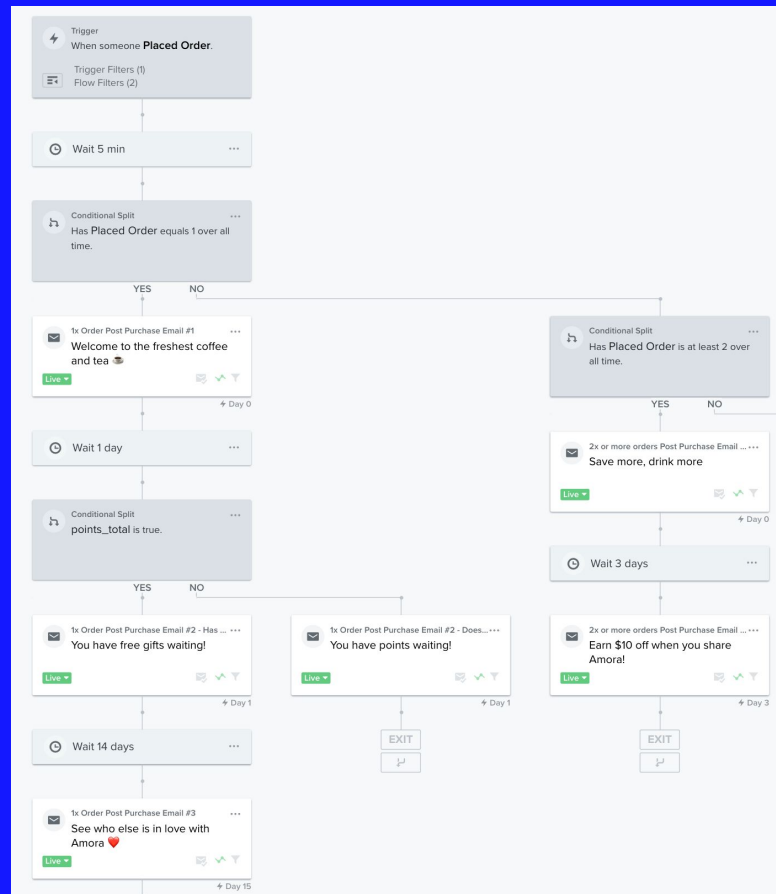 Trigger
When someone Placed Order.
Trigger Filters (1)
Flow Filters (2)
Wait 5 min
Conditional Split
Has Placed Order equals 1 over all
time.
YES NO
1x Order Post Purchase Email #1
Welcome to the freshest coffee
and tea ☕
Live
Day 0
Wait 1 day
Conditional Split
points_total is true.
YES NO
1x Order Post Purchase Email #2 - Has ...
You have free gifts waiting!
Live
Day 1
Wait 14 days
1x Order Post Purchase Email #3
See who else is in love with
Amora ❤️
Live
Day 15
1x Order Post Purchase Email #2 - Does...
You have points waiting!
Live
Day 1
EXIT
Conditional Split
Has Placed Order is at least 2 over
all time.
YES NO
2x or more orders Post Purchase Email ...
Save more, drink more
Live
Day 0
Wait 3 days
2x or more orders Post Purchase Email ...
Earn $10 off when you share
Amora!
Live
Day 3
EXIT